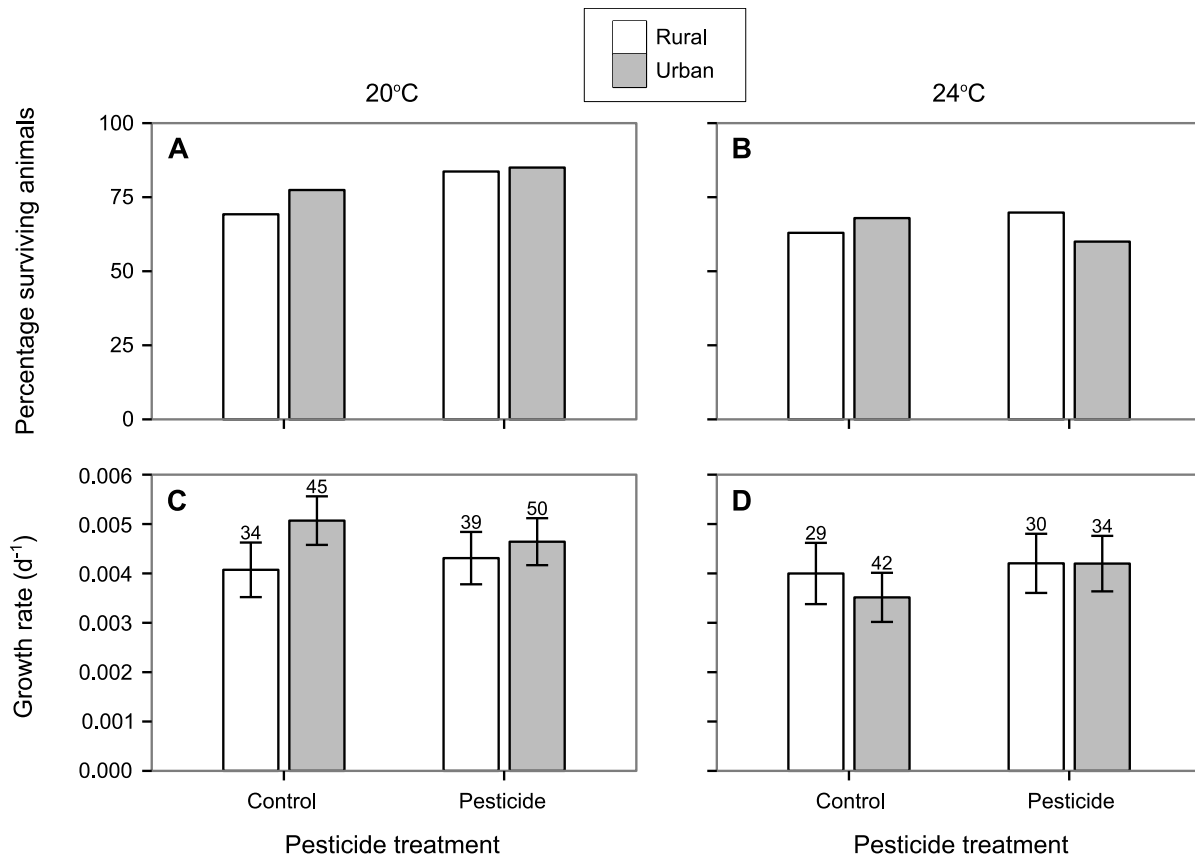 Rural
Urban
20°C
24°C
Percentage surviving animals
100
75
50
25
0
A
B
Growth rate (d⁻¹)
0.006
0.005
0.004
0.003
0.002
0.001
0.000
C
34
45
39
50
D
29
42
30
34
Control
Pesticide
Control
Pesticide
Pesticide treatment
Pesticide treatment